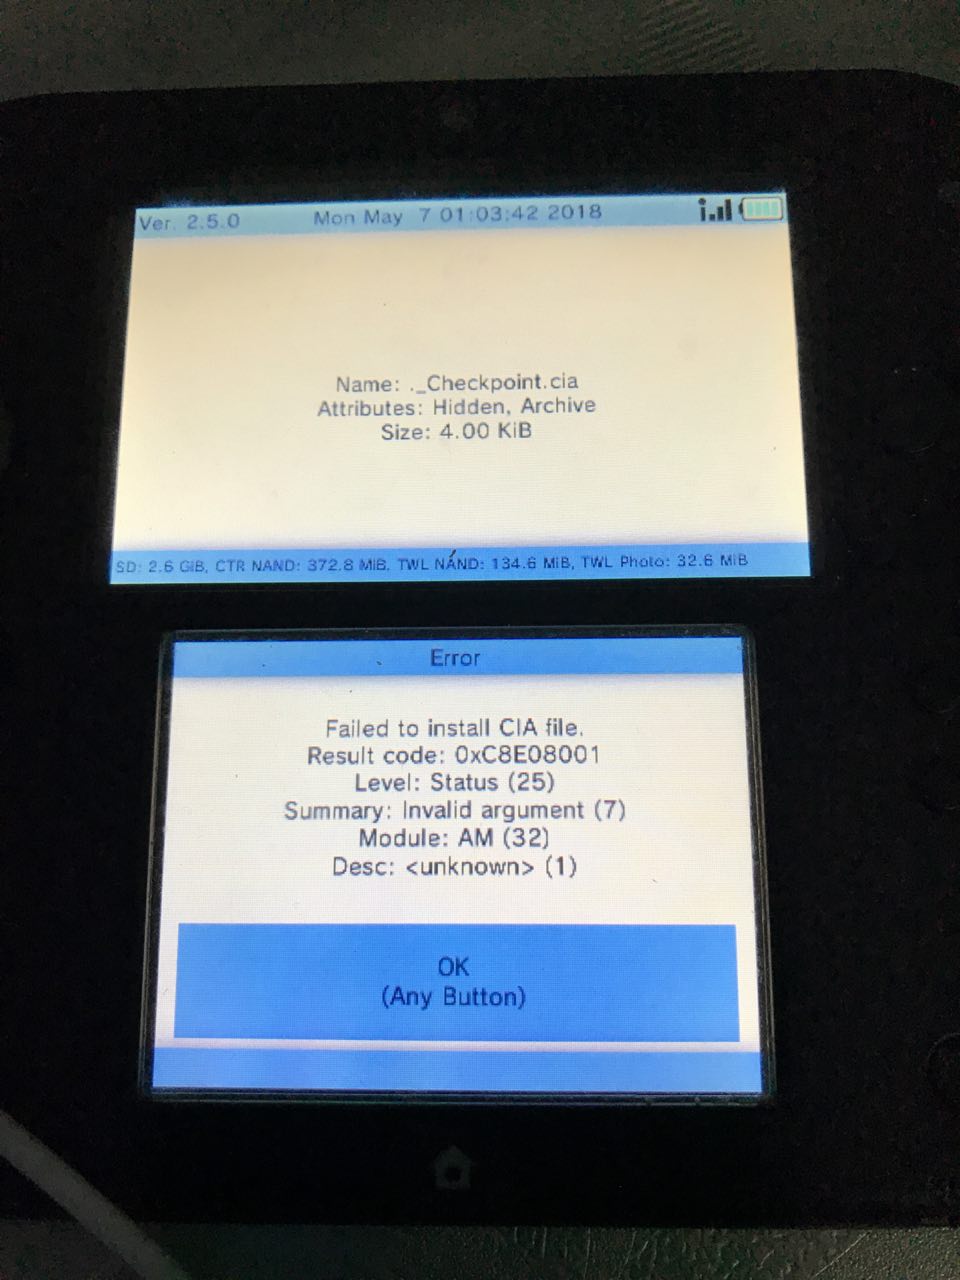 Ver. 2.5.0 Mon May 7 01:03:42 2018
Name: ._Checkpoint.cia
Attributes: Hidden, Archive
Size: 4.00 KiB
SD: 2.6 GiB, CTR NAND: 372.8 MiB, TWL NAND: 134.6 MiB, TWL Photo: 32.6 MiB
Error
Failed to install CIA file.
Result code: 0xC8E08001
Level: Status (25)
Summary: Invalid argument (7)
Module: AM (32)
Desc: <unknown> (1)
OK
(Any Button)